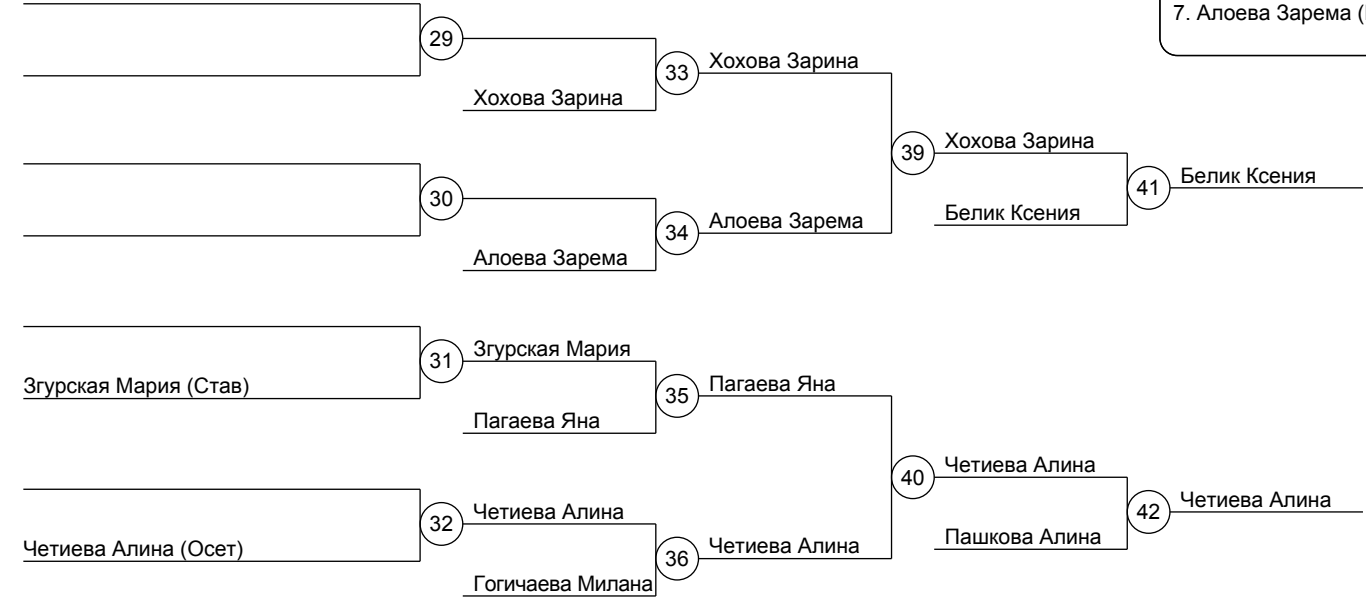 7. Алоева Зарема (
29
33
Хохова Зарина
Хохова Зарина
39
Хохова Зарина
41
Белик Ксения
30
34
Алоева Зарема
Белик Ксения
Алоева Зарема
31
Згурская Мария
Згурская Мария (Став)
35
Пагаева Яна
Пагаева Яна
40
Четиева Алина
42
Четиева Алина
32
Четиева Алина
Пашкова Алина
Четиева Алина (Осет)
36
Четиева Алина
Гогичаева Милана